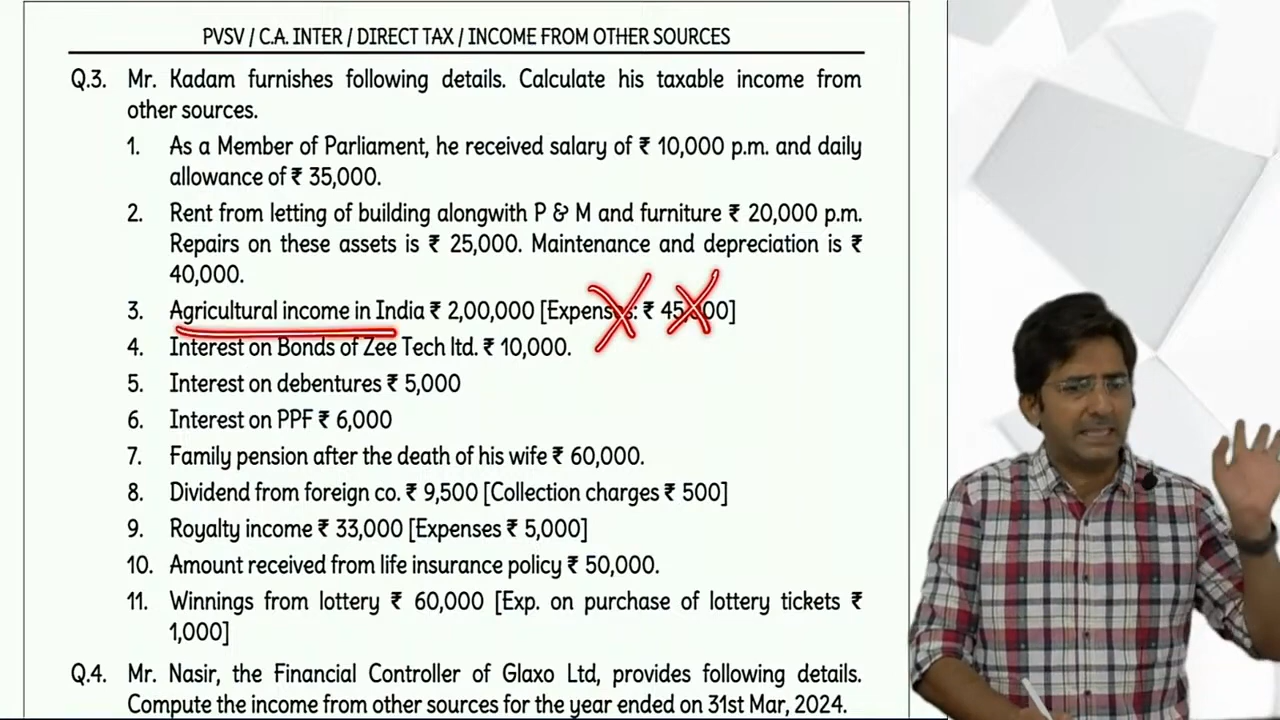 PVSV / C.A. INTER / DIRECT TAX / INCOME FROM OTHER SOURCES
Q.3. Mr. Kadam furnishes following details. Calculate his taxable income from
other sources.
1. As a Member of Parliament, he received salary of ₹ 10,000 p.m. and daily
allowance of ₹ 35,000.
2. Rent from letting of building alongwith P & M and furniture ₹ 20,000 p.m.
Repairs on these assets is ₹ 25,000. Maintenance and depreciation is ₹
40,000.
3. Agricultural income in India ₹ 2,00,000 [Expenses: ₹ 45,000]
4. Interest on Bonds of Zee Tech ltd. ₹ 10,000.
5. Interest on debentures ₹ 5,000
6. Interest on PPF ₹ 6,000
7. Family pension after the death of his wife ₹ 60,000.
8. Dividend from foreign co. ₹ 9,500 [Collection charges ₹ 500]
9. Royalty income ₹ 33,000 [Expenses ₹ 5,000]
10. Amount received from life insurance policy ₹ 50,000.
11. Winnings from lottery ₹ 60,000 [Exp. on purchase of lottery tickets ₹
1,000]
Q.4. Mr. Nasir, the Financial Controller of Glaxo Ltd, provides following details.
Compute the income from other sources for the year ended on 31st Mar, 2024.